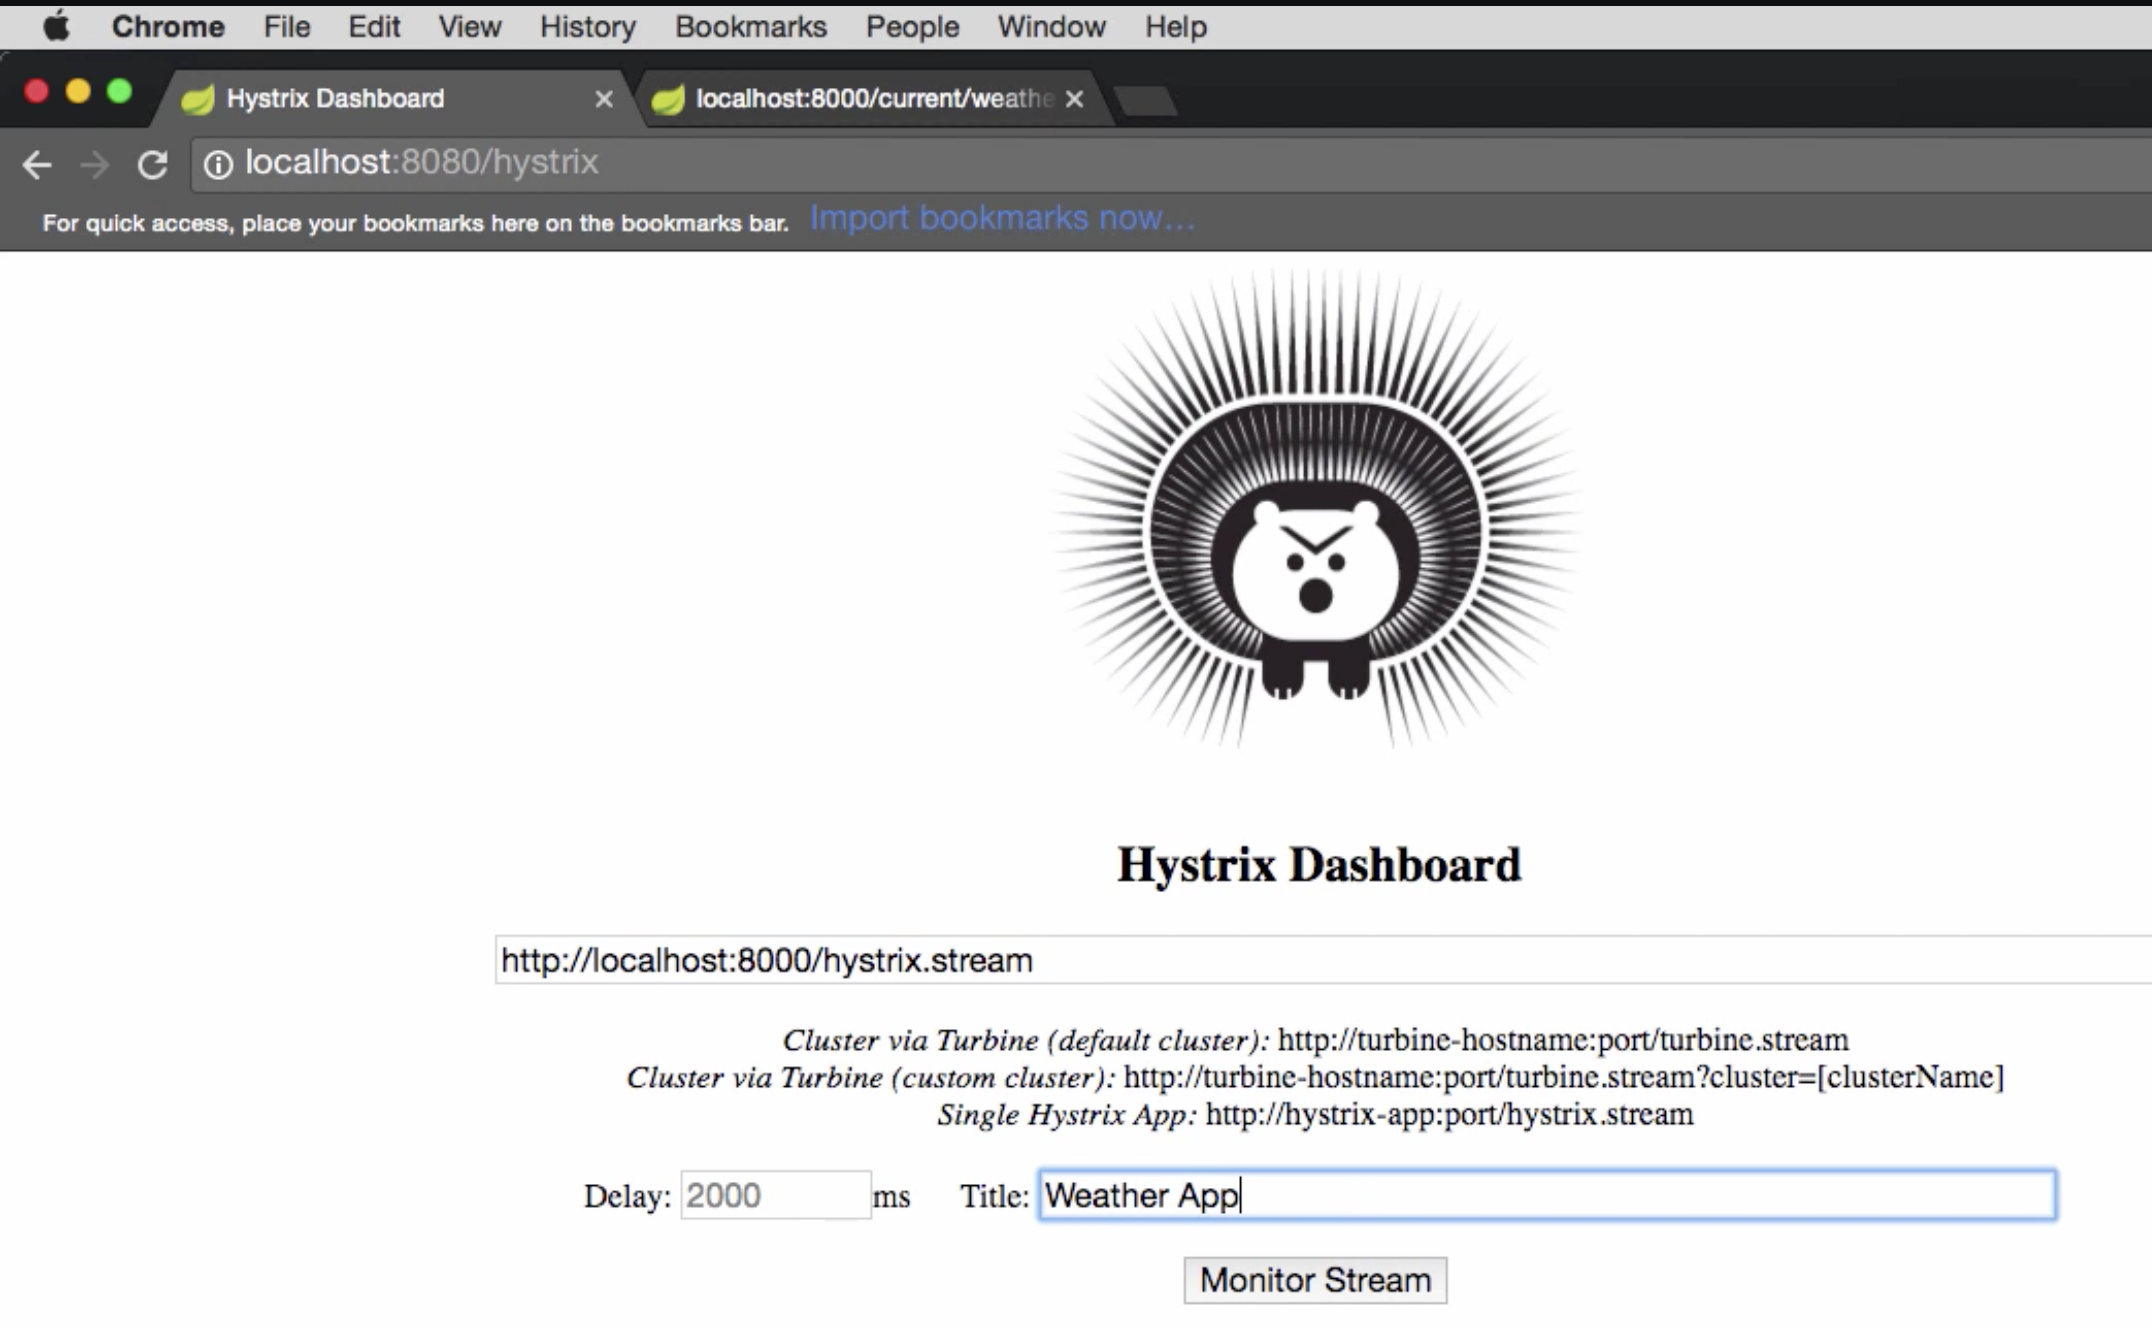 Chrome File Edit View History Bookmarks People Window Help
Hystrix Dashboard localhost:8000/current/weathe
localhost:8080/hystrix
For quick access, place your bookmarks here on the bookmarks bar. Import bookmarks now...
Hystrix Dashboard
http://localhost:8000/hystrix.stream
Cluster via Turbine (default cluster): http://turbine-hostname:port/turbine.stream
Cluster via Turbine (custom cluster): http://turbine-hostname:port/turbine.stream?cluster=[clusterName]
Single Hystrix App: http://hystrix-app:port/hystrix.stream
Delay: 2000 ms Title: Weather App
Monitor Stream